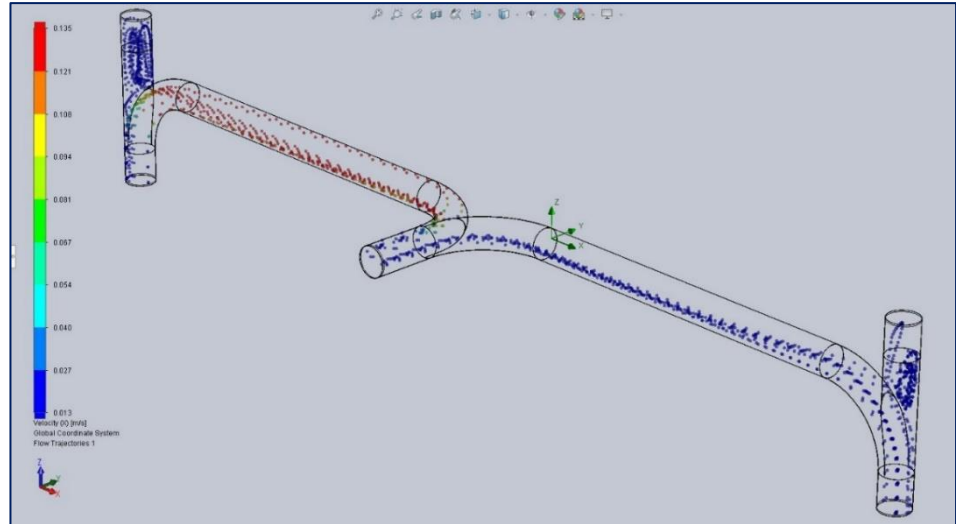 0.135
0.121
0.108
0.094
0.081
0.067
0.054
0.040
0.027
0.013
Velocity (X) [m/s]
Global Coordinate System
Flow Trajectories 1
Z
Y
X
Z
Y
X